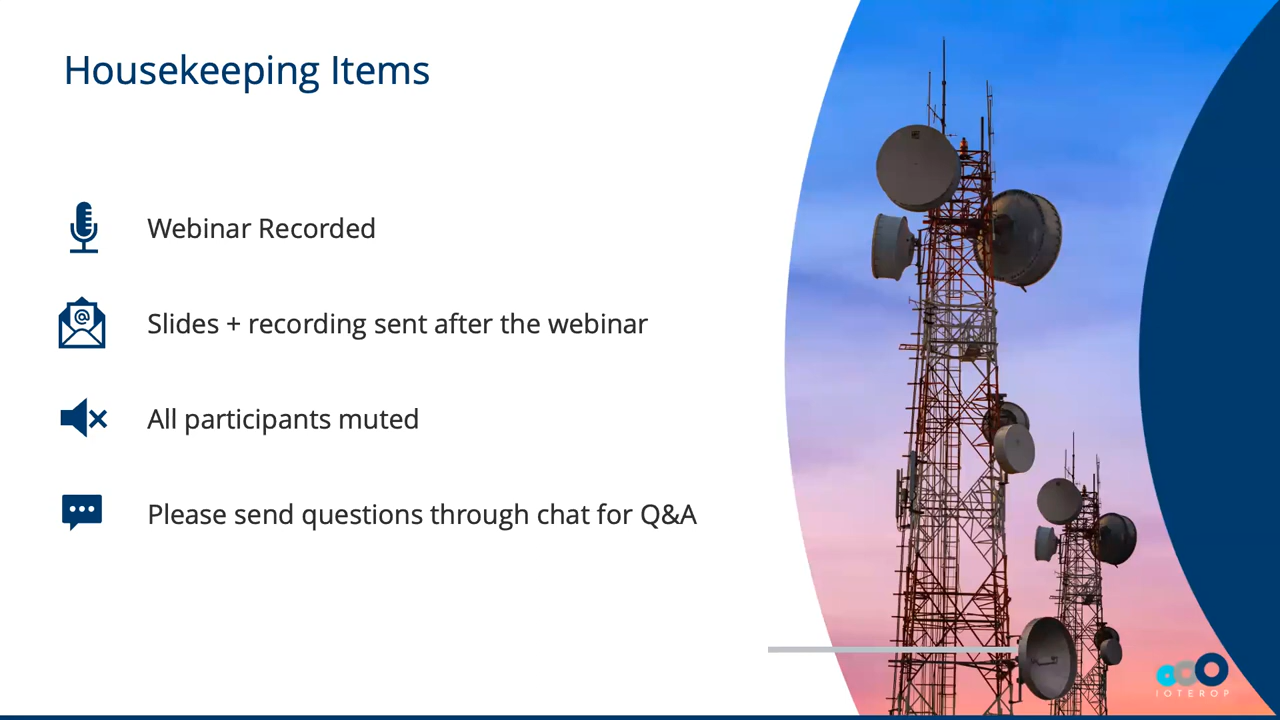 Housekeeping Items
Webinar Recorded
Slides + recording sent after the webinar
All participants muted
Please send questions through chat for Q&A
IOTEROP